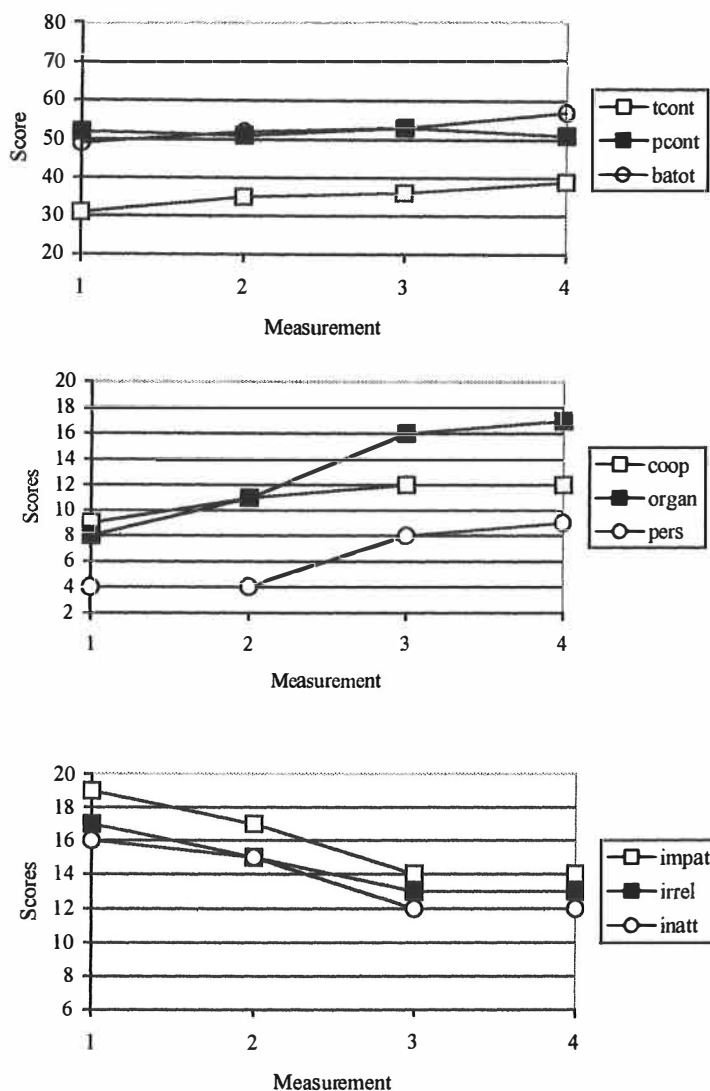 80
70
60
50
40
30
20
Score
1 2 3 4
Measurement
tcont
pcont
batot
20
18
16
14
12
10
8
6
4
2
Scores
1 2 3 4
Measurement
coop
organ
pers
20
18
16
14
12
10
8
6
Scores
1 2 3 4
Measurement
impat
irrel
inatt